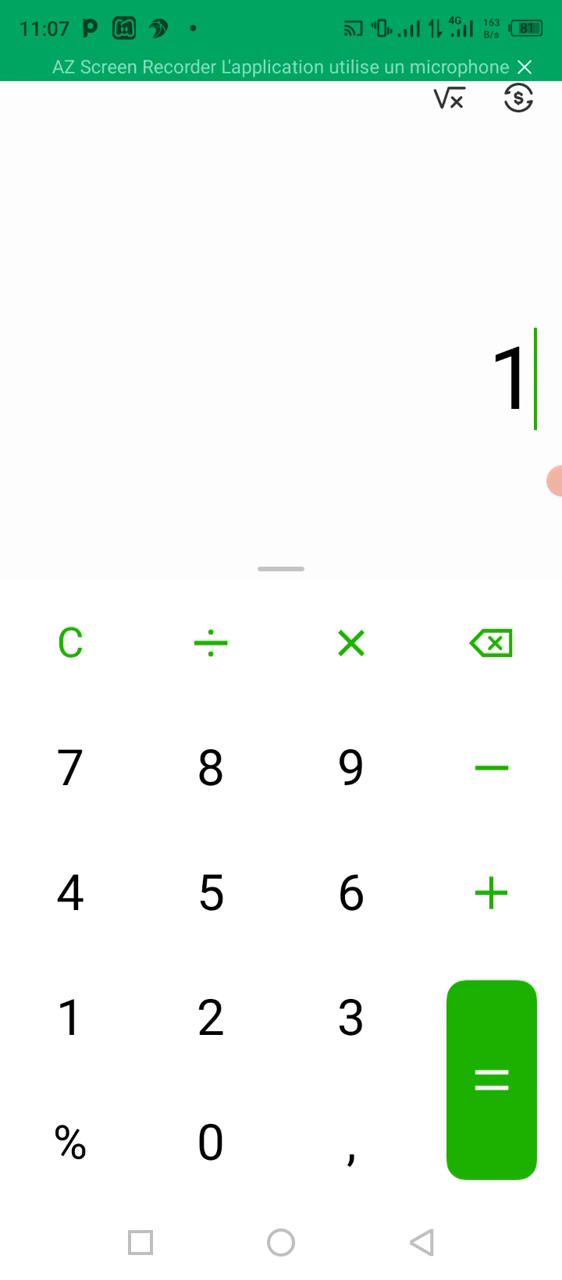 11:07 4G 163 B/s 81
AZ Screen Recorder L'application utilise un microphone
√x $
1
C ÷ ×
7 8 9 −
4 5 6 +
1 2 3 =
% 0 ,